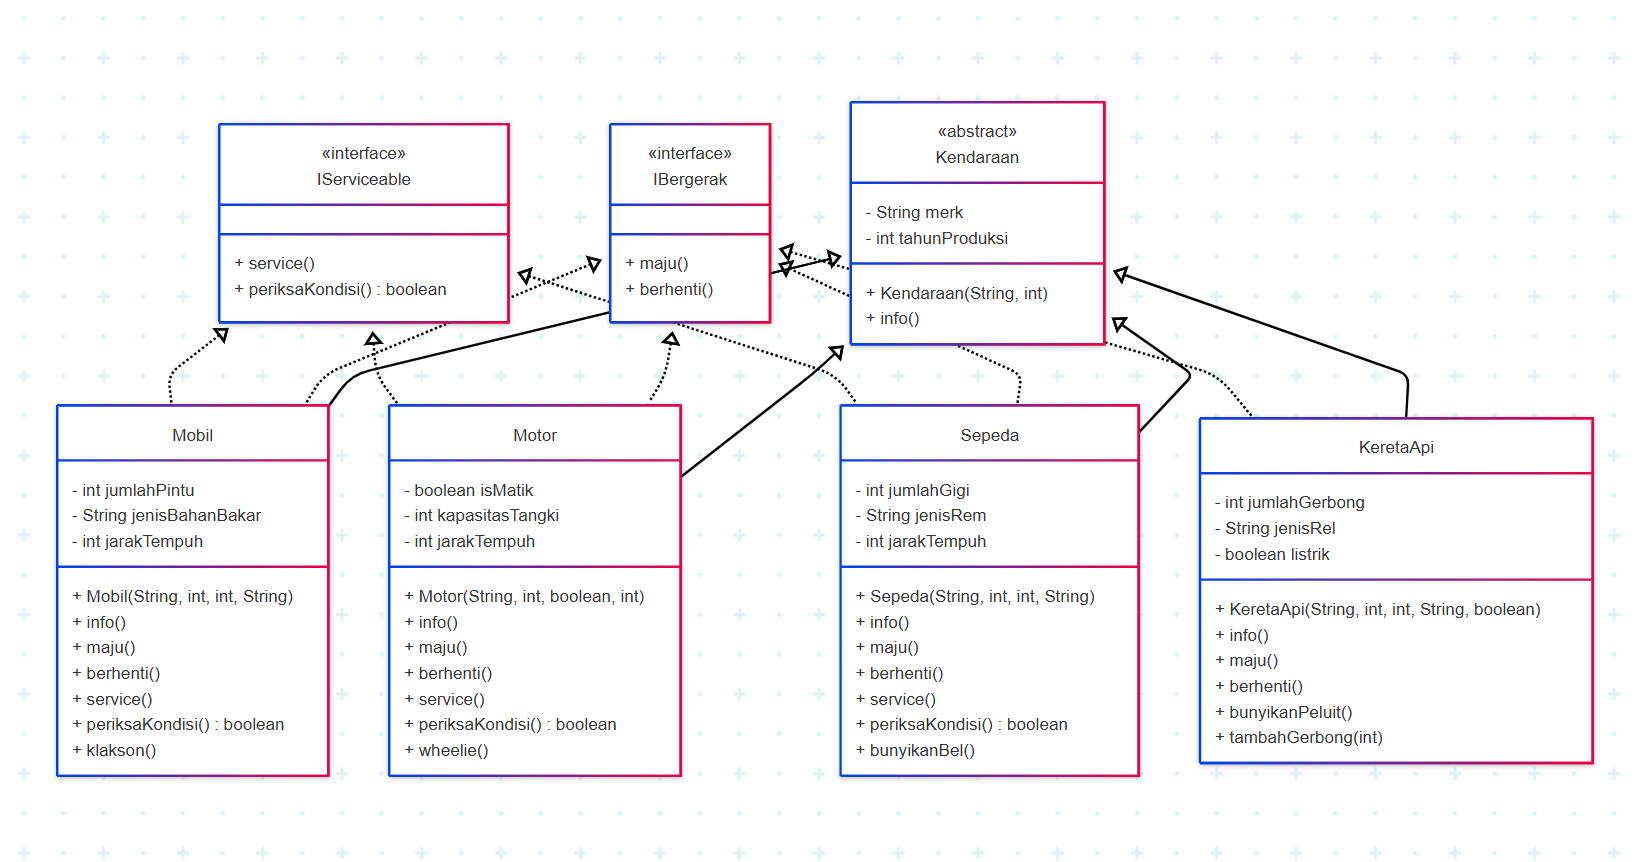 «interface»
IServiceable
+ service()
+ periksaKondisi() : boolean
«interface»
IBergerak
+ maju()
+ berhenti()
«abstract»
Kendaraan
- String merk
- int tahunProduksi
+ Kendaraan(String, int)
+ info()
Mobil
- int jumlahPintu
- String jenisBahanBakar
- int jarakTempuh
+ Mobil(String, int, int, String)
+ info()
+ maju()
+ berhenti()
+ service()
+ periksaKondisi() : boolean
+ klakson()
Motor
- boolean isMatik
- int kapasitasTangki
- int jarakTempuh
+ Motor(String, int, boolean, int)
+ info()
+ maju()
+ berhenti()
+ service()
+ periksaKondisi() : boolean
+ wheelie()
Sepeda
- int jumlahGigi
- String jenisRem
- int jarakTempuh
+ Sepeda(String, int, int, String)
+ info()
+ maju()
+ berhenti()
+ service()
+ periksaKondisi() : boolean
+ bunyikanBel()
KeretaApi
- int jumlahGerbong
- String jenisRel
- boolean listrik
+ KeretaApi(String, int, int, String, boolean)
+ info()
+ maju()
+ berhenti()
+ bunyikanPeluit()
+ tambahGerbong(int)